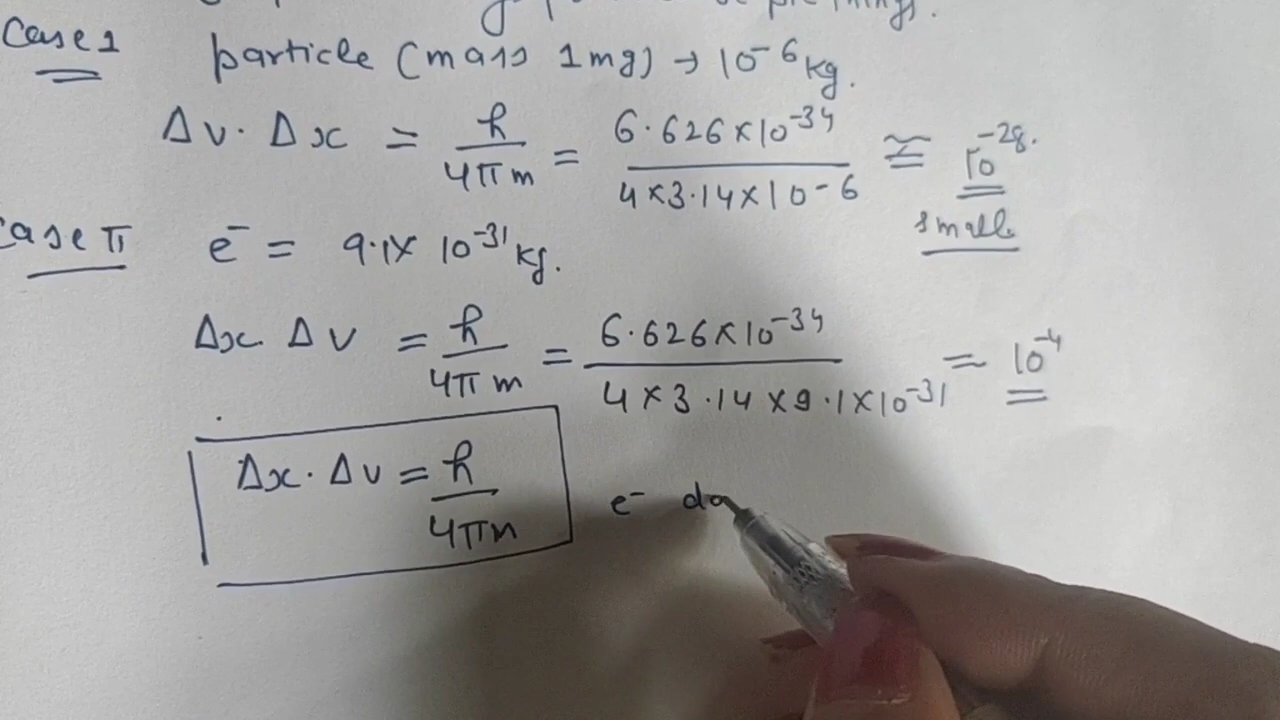 Case 1 particle (mass 1mg) → 10⁻⁶ kg.
Δv · Δx = h/4πm = 6.626×10⁻³⁴/4×3.14×10-6 ≅ 10⁻²⁸.
small
Case II e⁻ = 9.1× 10⁻³¹ kg.
Δx. Δv = h/4πm = 6.626×10⁻³⁴/4×3.14×9.1×10⁻³¹ = 10⁻⁴
Δx · Δv = h/4πm e⁻ do